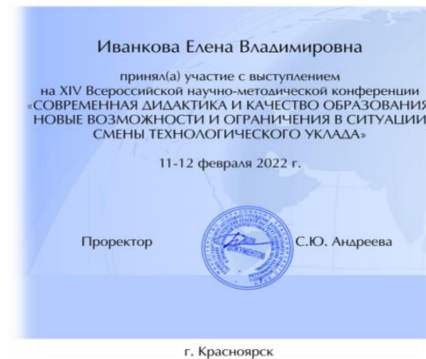 Иванкова Елена Владимировна
принял(а) участие с выступлением
на XIV Всероссийской научно-методической конференции
«СОВРЕМЕННАЯ ДИДАКТИКА И КАЧЕСТВО ОБРАЗОВАНИЯ
НОВЫЕ ВОЗМОЖНОСТИ И ОГРАНИЧЕНИЯ В СИТУАЦИИ
СМЕНЫ ТЕХНОЛОГИЧЕСКОГО УКЛАДА»
11-12 февраля 2022 г.
Проректор
ДОКУМЕНТОВ
С.Ю. Андреева
г. Красноярск